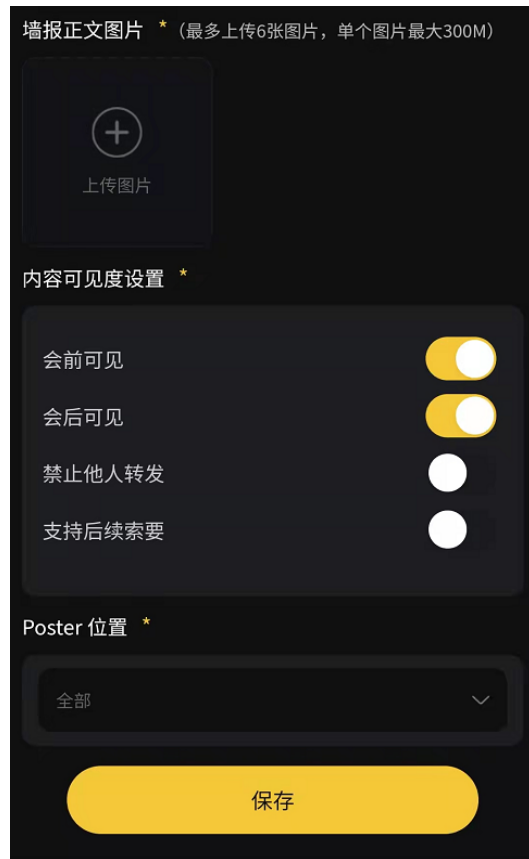 墙报正文图片 *（最多上传6张图片，单个图片最大300M）
上传图片
内容可见度设置 *
会前可见
会后可见
禁止他人转发
支持后续索要
Poster 位置 *
全部
保存